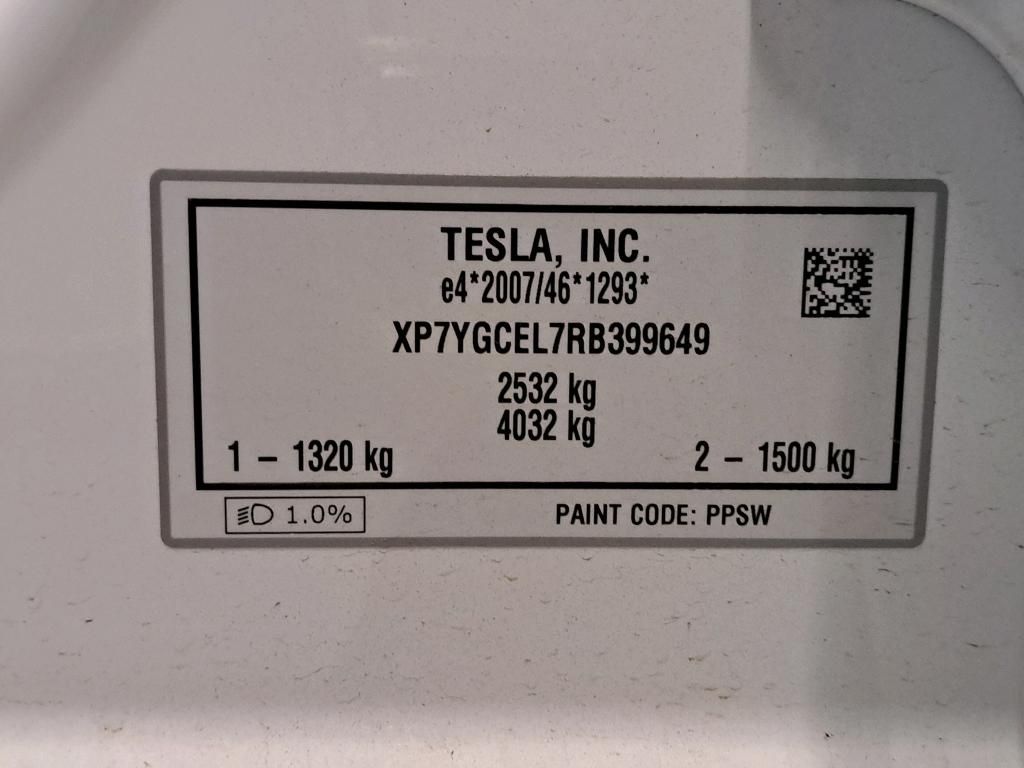 TESLA, INC.
e4*2007/46*1293*
XP7YGCEL7RB399649
2532 kg
4032 kg
1 – 1320 kg 2 – 1500 kg
1.0% PAINT CODE: PPSW